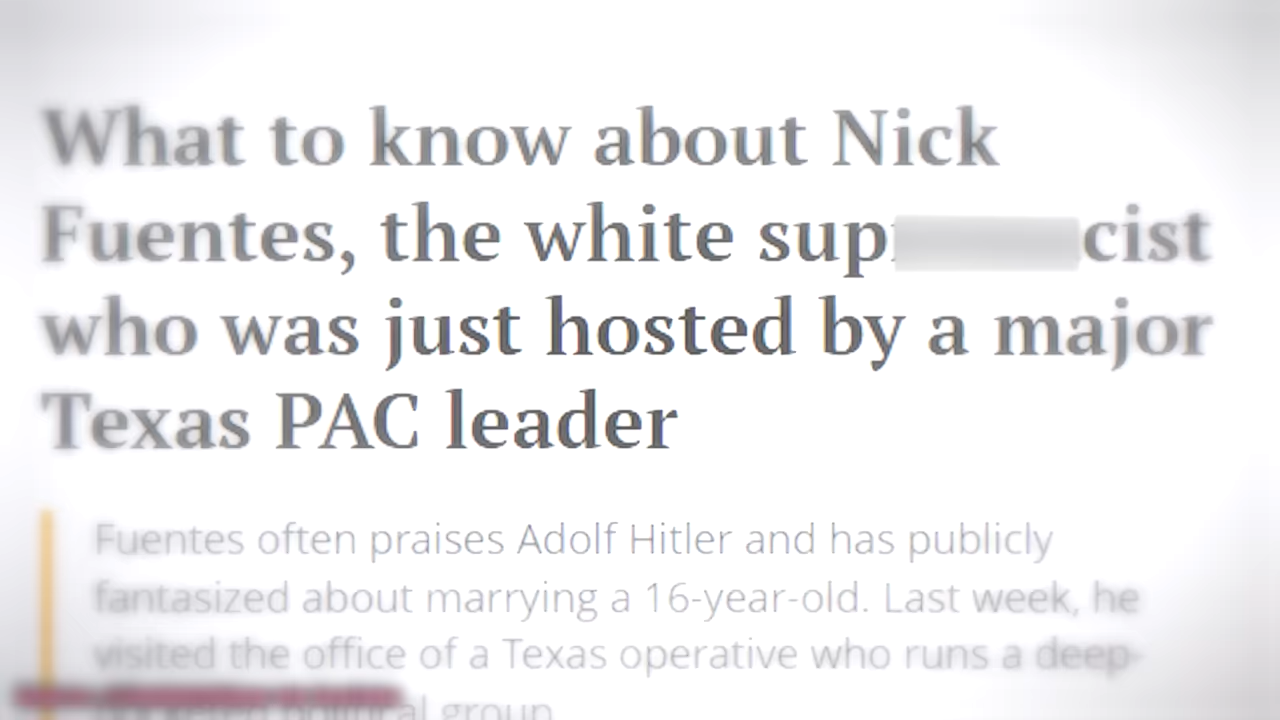 What to know about Nick
Fuentes, the white sup cist
who was just hosted by a major
Texas PAC leader
Fuentes often praises Adolf Hitler and has publicly
fantasized about marrying a 16-year-old. Last week, he
visited the office of a Texas operative who runs a deep-
political group